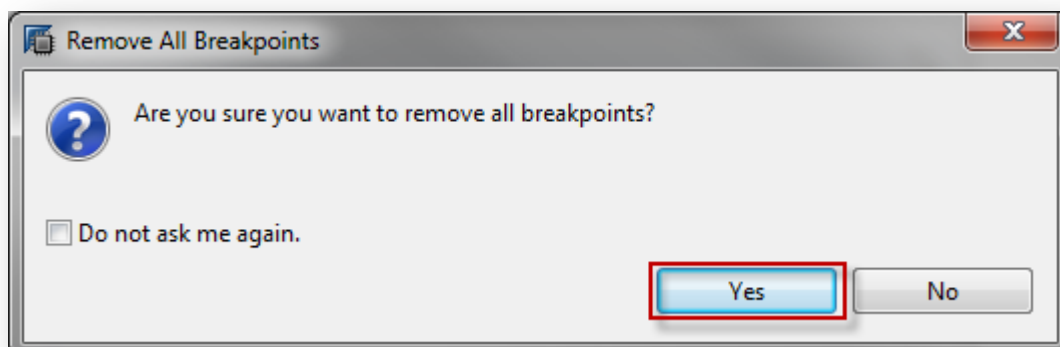 Remove All Breakpoints
Are you sure you want to remove all breakpoints?
Do not ask me again.
Yes
No